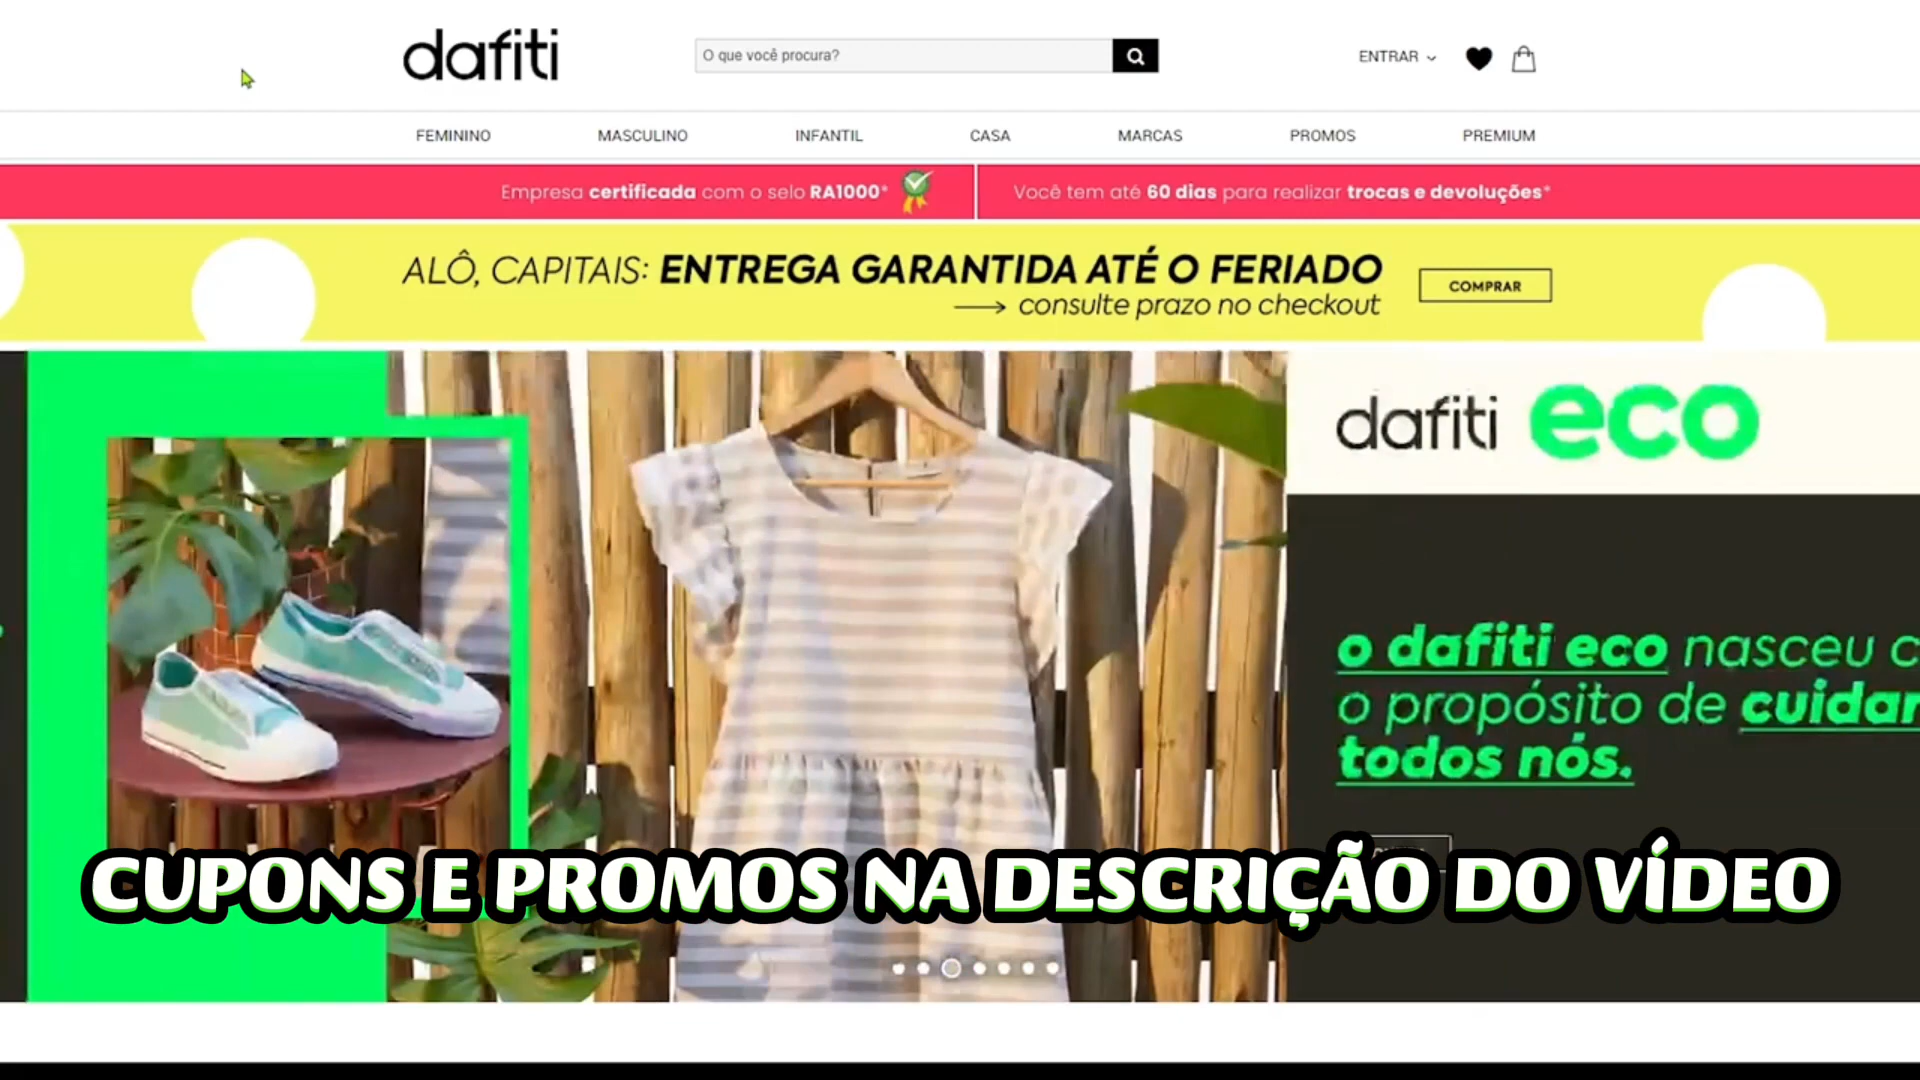 dafiti
O que você procura?
ENTRAR
FEMININO MASCULINO INFANTIL CASA MARCAS PROMOS PREMIUM
Empresa certificada com o selo RA1000*
Você tem até 60 dias para realizar trocas e devoluções*
ALÔ, CAPITAIS: ENTREGA GARANTIDA ATÉ O FERIADO
→ consulte prazo no checkout
COMPRAR
dafiti eco
o dafiti eco nasceu c
o propósito de cuidar
todos nós.
CUPONS E PROMOS NA DESCRIÇÃO DO VÍDEO